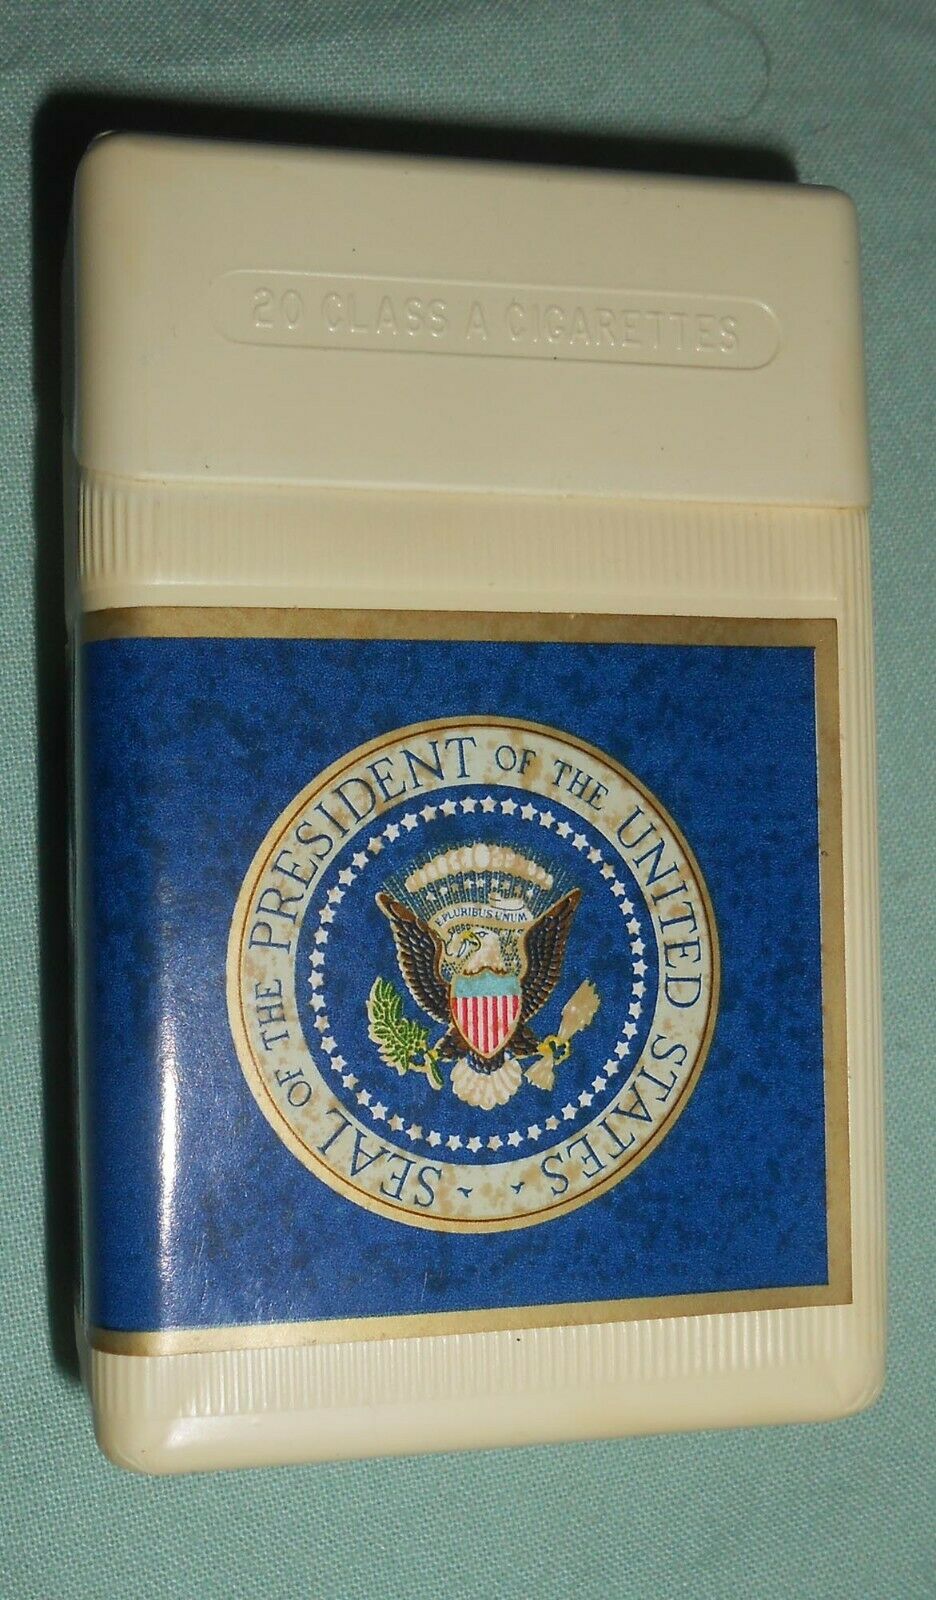 20 CLASS A CIGARETTES
SEAL OF THE PRESIDENT OF THE UNITED STATES
E PLURIBUS UNUM